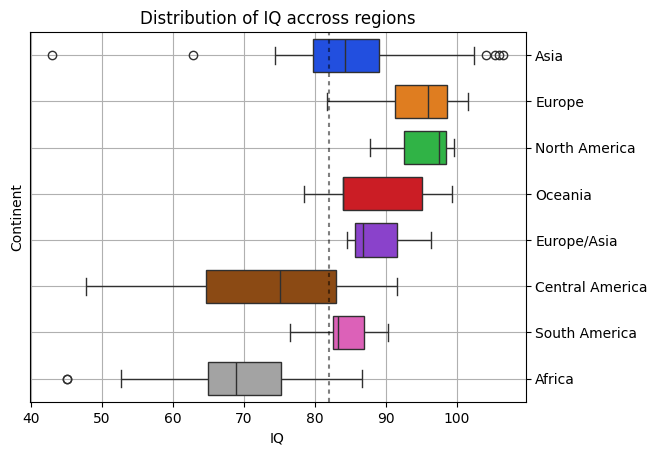 Distribution of IQ accross regions
Continent
Asia
Europe
North America
Oceania
Europe/Asia
Central America
South America
Africa
40 50 60 70 80 90 100
IQ